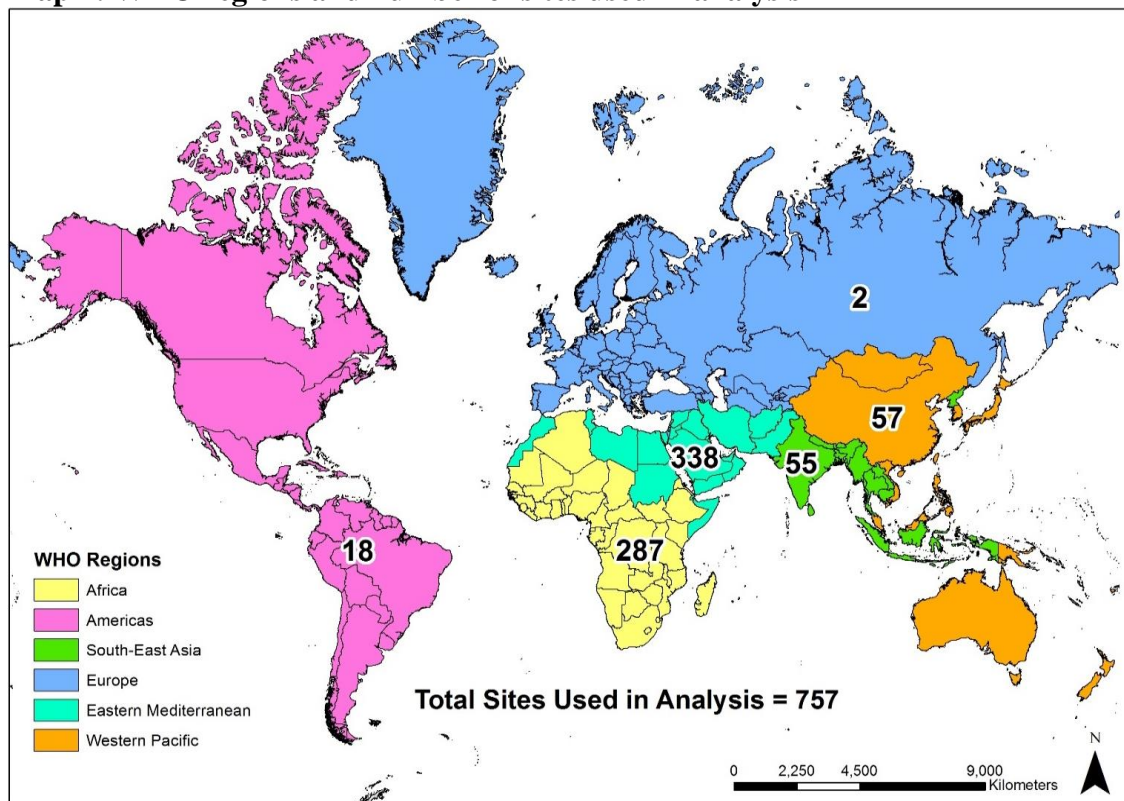 2
57
338
55
18
287
WHO Regions
Africa
Americas
South-East Asia
Europe
Eastern Mediterranean
Western Pacific
Total Sites Used in Analysis = 757
N
0 2,250 4,500 9,000
Kilometers